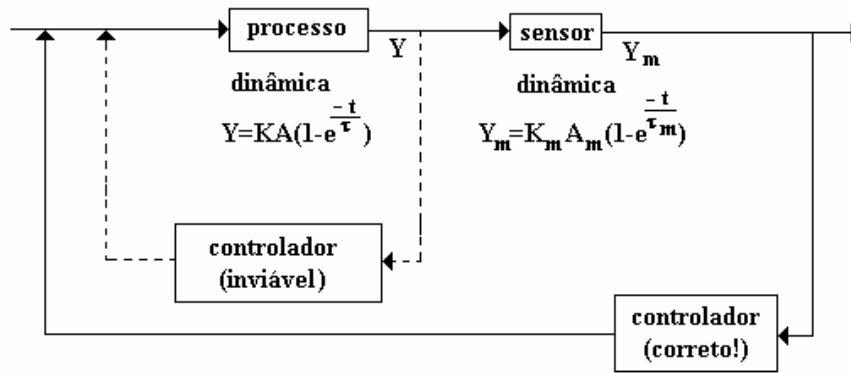 processo
Y
sensor
Yₘ
dinâmica
Y=KA(1-e^(-t/τ))
dinâmica
Yₘ=KₘAₘ(1-e^(-t/τₘ))
controlador
(inviável)
controlador
(correto!)